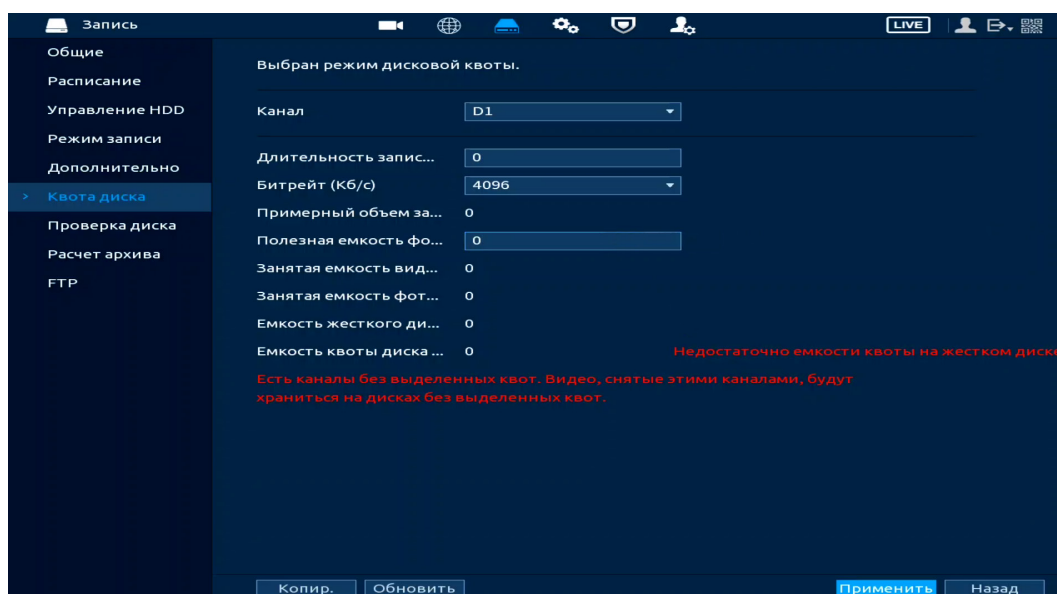 Запись
LIVE
Общие
Расписание
Управление HDD
Режим записи
Дополнительно
> Квота диска
Проверка диска
Расчет архива
FTP
Выбран режим дисковой квоты.
Канал D1
Длительность запис... 0
Битрейт (Кб/с) 4096
Примерный объем за... 0
Полезная емкость фо... 0
Занятая емкость вид... 0
Занятая емкость фот... 0
Емкость жесткого ди... 0
Емкость квоты диска ... 0 Недостаточно емкости квоты на жестком диске
Есть каналы без выделенных квот. Видео, снятые этими каналами, будут
храниться на дисках без выделенных квот.
Копир. Обновить Применить Назад